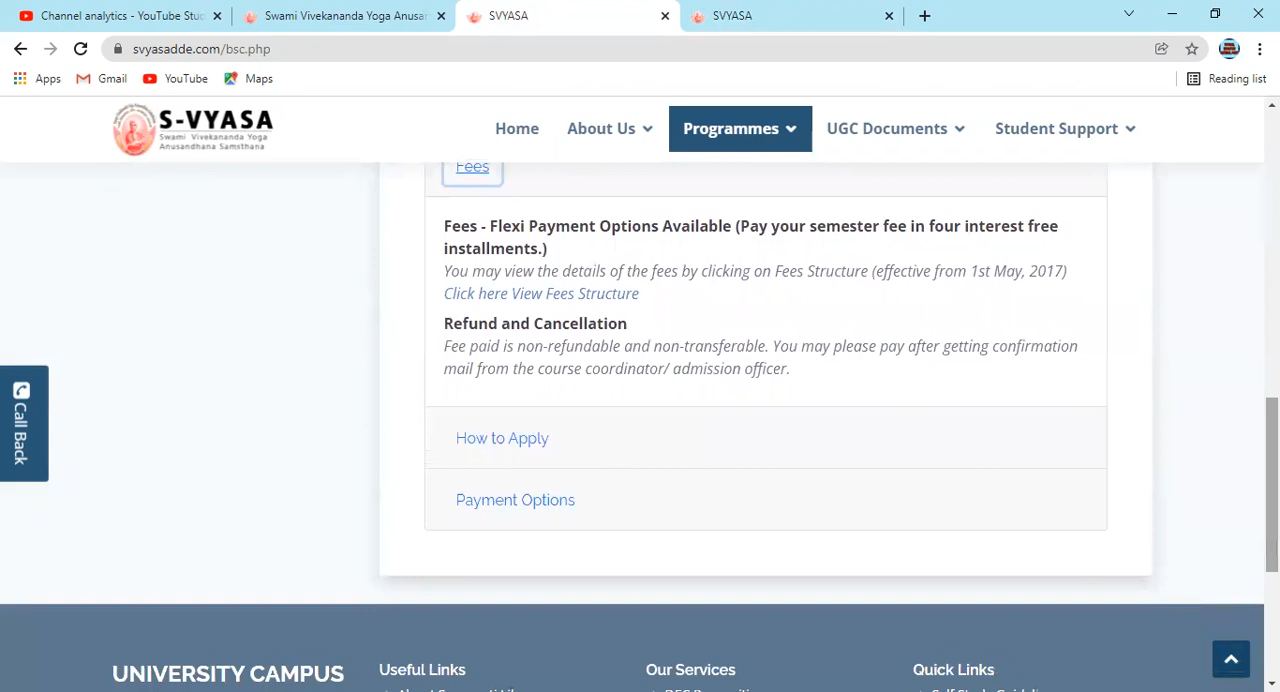 Channel analytics - YouTube Stu
Swami Vivekananda Yoga Anusar
SVYASA
SVYASA
svyasadde.com/bsc.php
Apps
Gmail
YouTube
Maps
Reading list
S-VYASA
Swami Vivekananda Yoga
Anusandhana Samsthana
Home
About Us
Programmes
UGC Documents
Student Support
Fees
Fees - Flexi Payment Options Available (Pay your semester fee in four interest free
installments.)
You may view the details of the fees by clicking on Fees Structure (effective from 1st May, 2017)
Click here View Fees Structure
Refund and Cancellation
Fee paid is non-refundable and non-transferable. You may please pay after getting confirmation
mail from the course coordinator/ admission officer.
Call Back
How to Apply
Payment Options
UNIVERSITY CAMPUS
Useful Links
Our Services
Quick Links